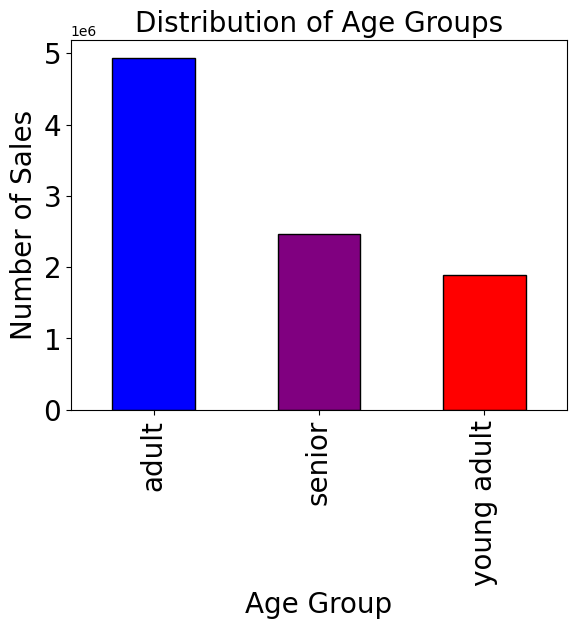 Distribution of Age Groups
1e6
5
4
3
2
1
0
Number of Sales
adult
senior
young adult
Age Group